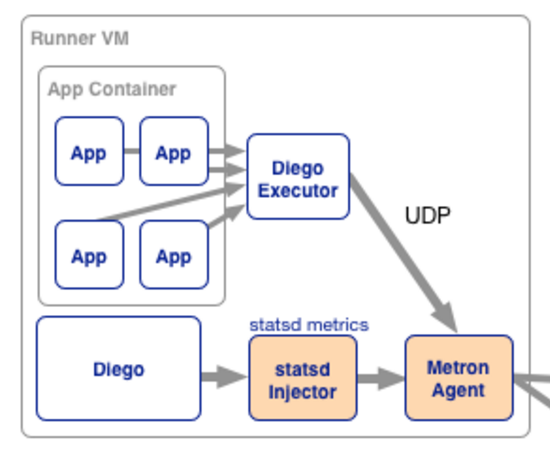 Runner VM
App Container
App
App
Diego
Executor
UDP
App
App
statsd metrics
Diego
statsd
Injector
Metron
Agent